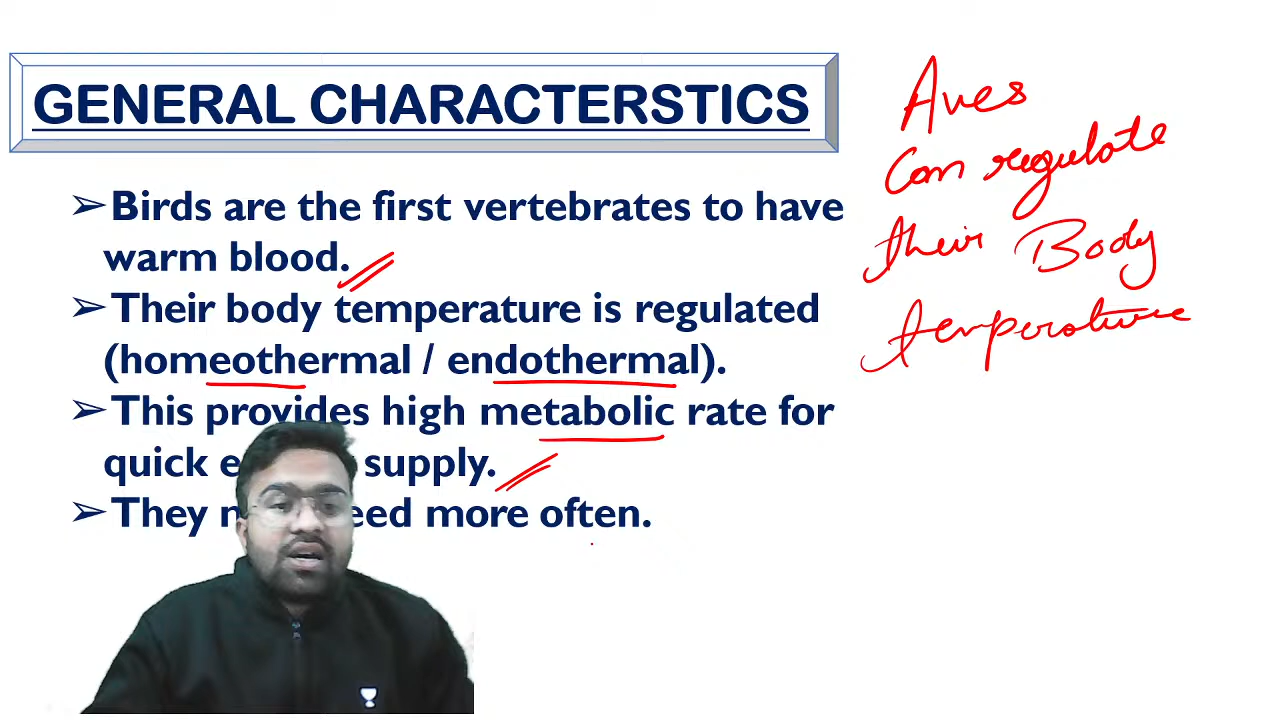 GENERAL CHARACTERSTICS
➢Birds are the first vertebrates to have
warm blood.
➢Their body temperature is regulated
(homeothermal / endothermal).
➢This provides high metabolic rate for
quick supply.
➢They more often.
Aves
Can regulate
their Body
temperature